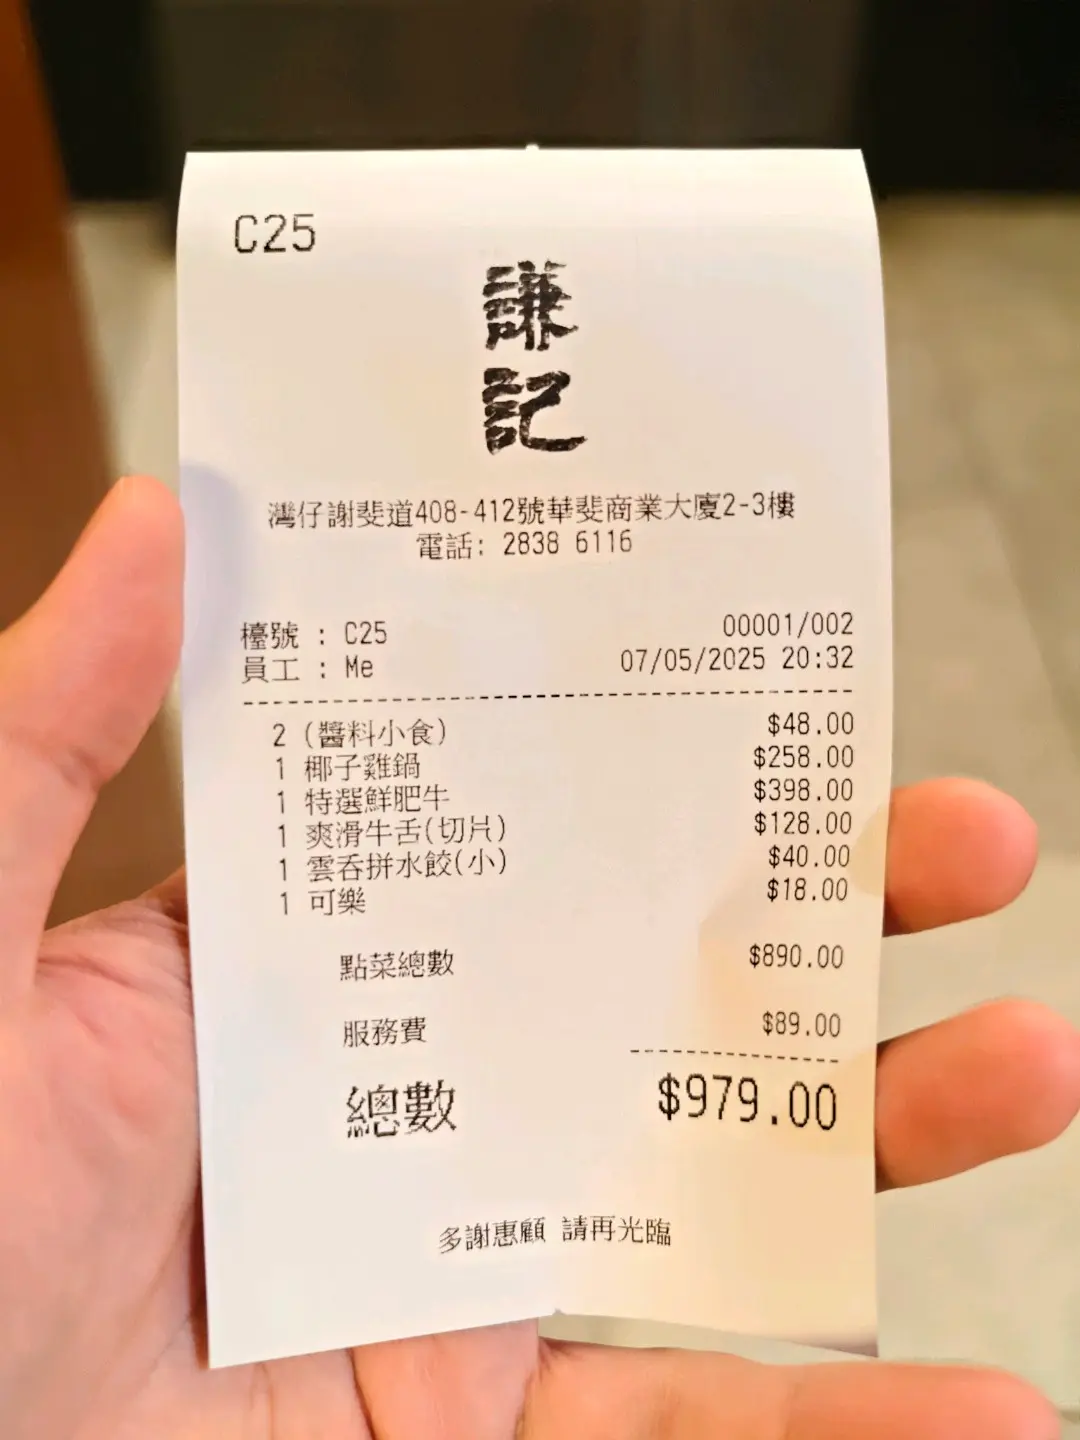 C25
謙
記
灣仔謝斐道408-412號華斐商業大廈2-3樓
電話: 2838 6116
檯號 : C25 00001/002
員工 : Me 07/05/2025 20:32
2 (醬料小食) $48.00
1 椰子雞鍋 $258.00
1 特選鮮肥牛 $398.00
1 爽滑牛舌(切片) $128.00
1 雲吞拼水餃(小) $40.00
1 可樂 $18.00
點菜總數 $890.00
服務費 $89.00
總數 $979.00
多謝惠顧 請再光臨